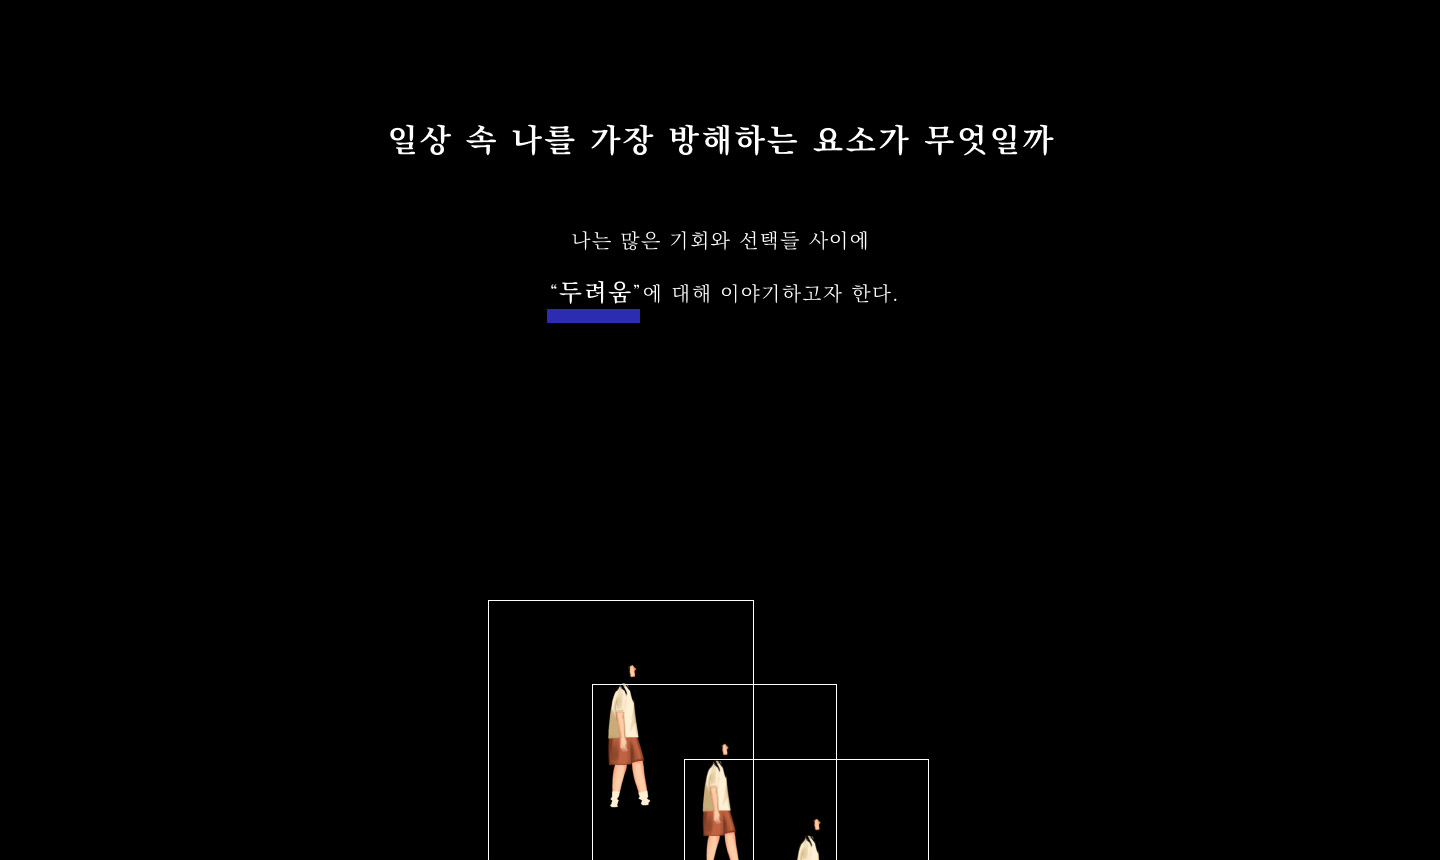 일상 속 나를 가장 방해하는 요소가 무엇일까
나는 많은 기회와 선택들 사이에
“두려움”에 대해 이야기하고자 한다.